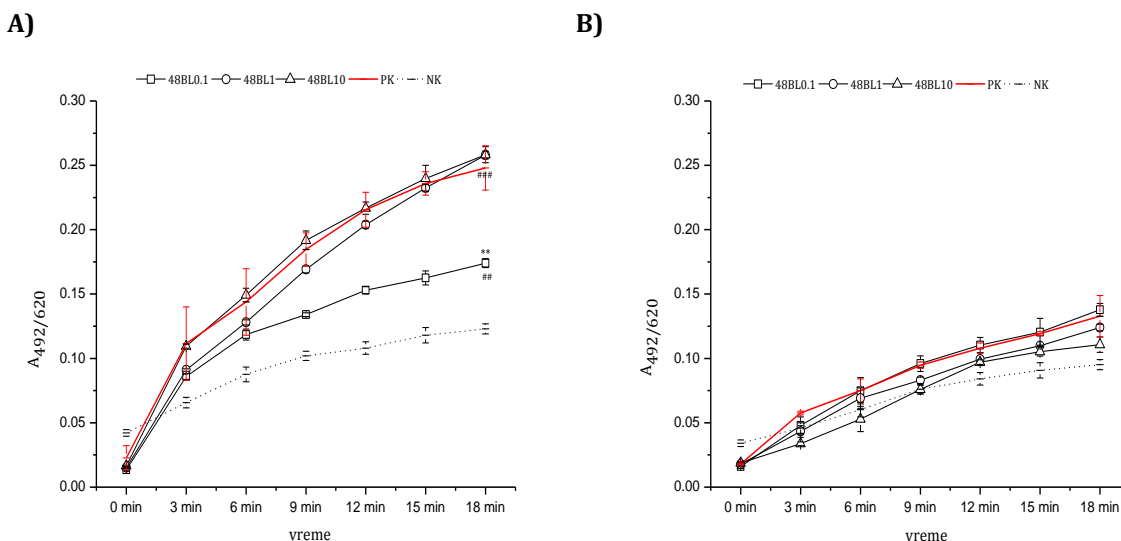 A)
48BL0.1 48BL1 48BL10 PK NK
0.30
0.25
0.20
0.15
0.10
0.05
0.00
A492/620
###
**
##
0 min 3 min 6 min 9 min 12 min 15 min 18 min
vreme
B)
48BL0.1 48BL1 48BL10 PK NK
0.30
0.25
0.20
0.15
0.10
0.05
0.00
A492/620
0 min 3 min 6 min 9 min 12 min 15 min 18 min
vreme